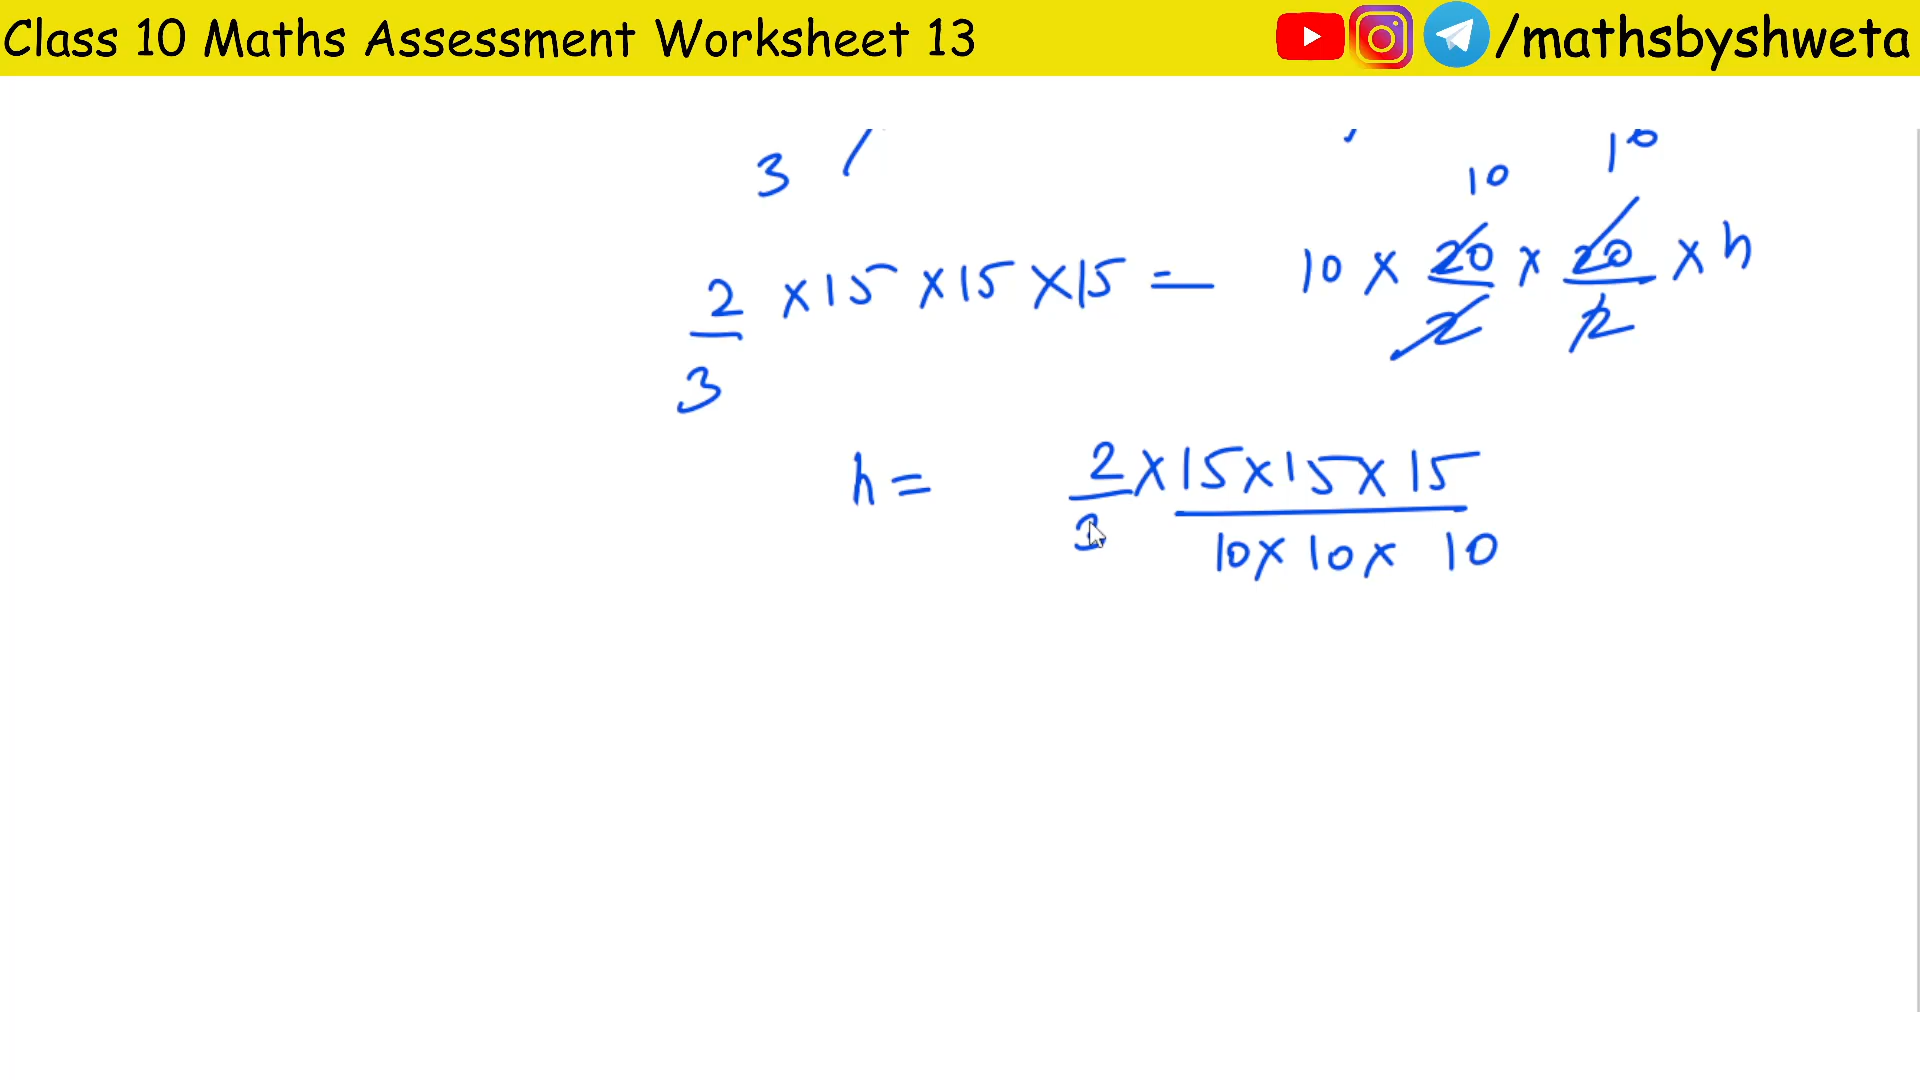 Class 10 Maths Assessment Worksheet 13 /mathsbyshweta
3 / 10 10
2/3 × 15 × 15 × 15 = 10 × 20/2 × 20/2 × h
h = 2/3 × 15 × 15 × 15 / 10 × 10 × 10